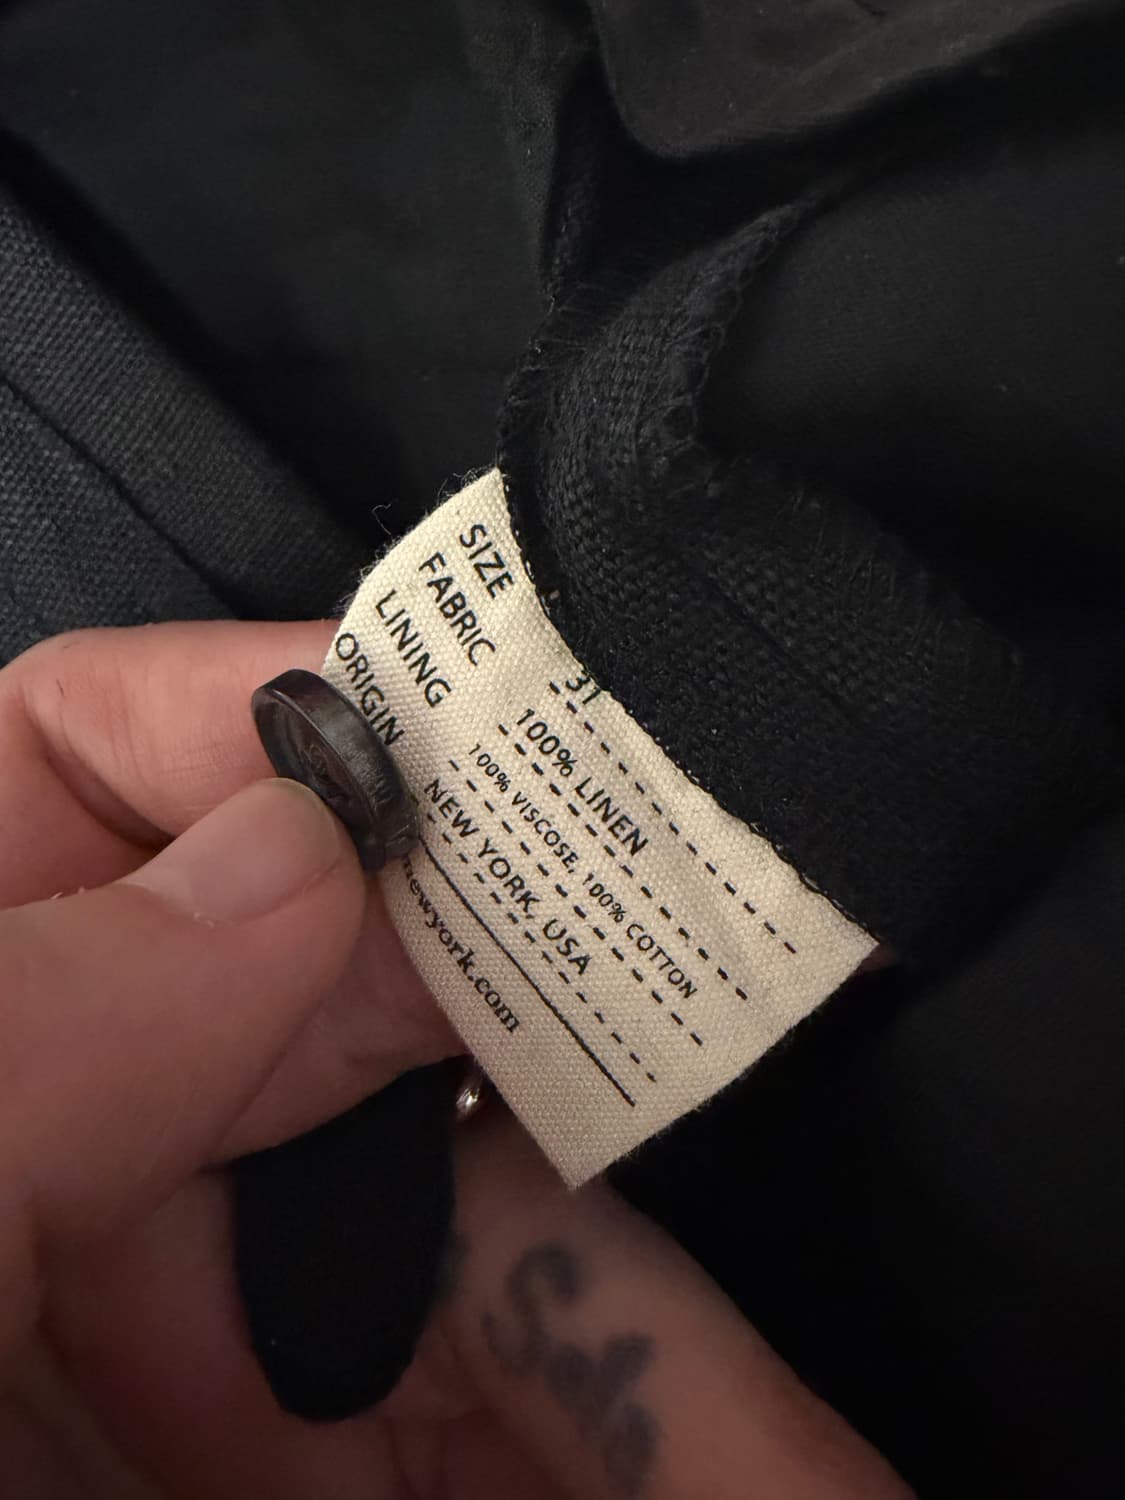 SIZE 31
FABRIC 100% LINEN
LINING 100% VISCOSE, 100% COTTON
ORIGIN NEW YORK, USA
newyork.com